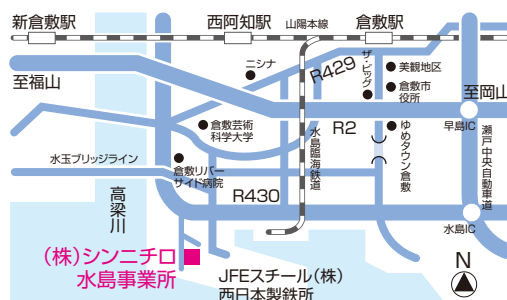 新倉敷駅
西阿知駅
山陽本線
倉敷駅
至福山
ニシナ
R429
ザ・ビッグ
美観地区
倉敷市
役所
至岡山
倉敷芸術
科学大学
R2
早島IC
水玉ブリッジライン
倉敷リバー
サイド病院
水島臨海鉄道
ゆめタウン倉敷
瀬戸中央自動車道
高梁川
R430
水島IC
(株)シンニチロ
水島事業所
JFEスチール(株)
西日本製鉄所
N